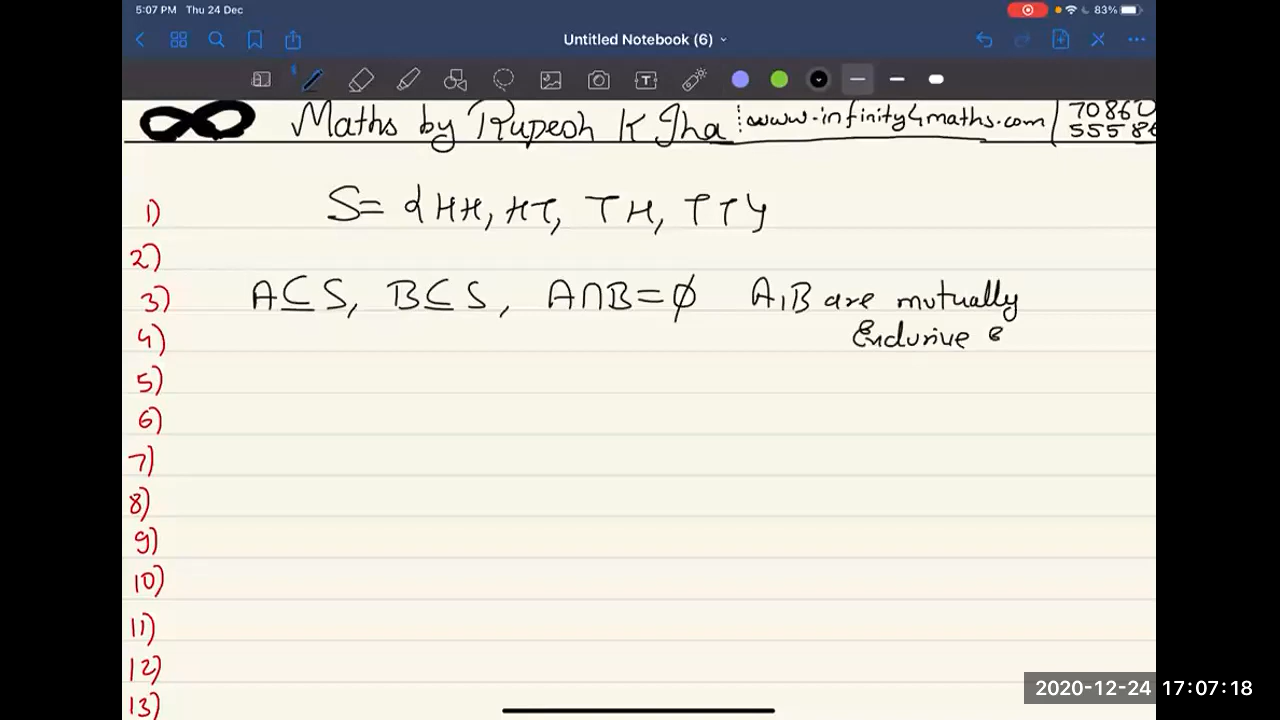 5:07 PM Thu 24 Dec 83%
Untitled Notebook (6)
Maths by Rupesh K Jha www.infinity4maths.com 70860
5558
1) S= {HH, HT, TH, TT}
2)
3) A⊆S, B⊆S, A∩B=∅ A,B are mutually
4) Exclusive e
5)
6)
7)
8)
9)
10)
11)
12)
13)
2020-12-24 17:07:18